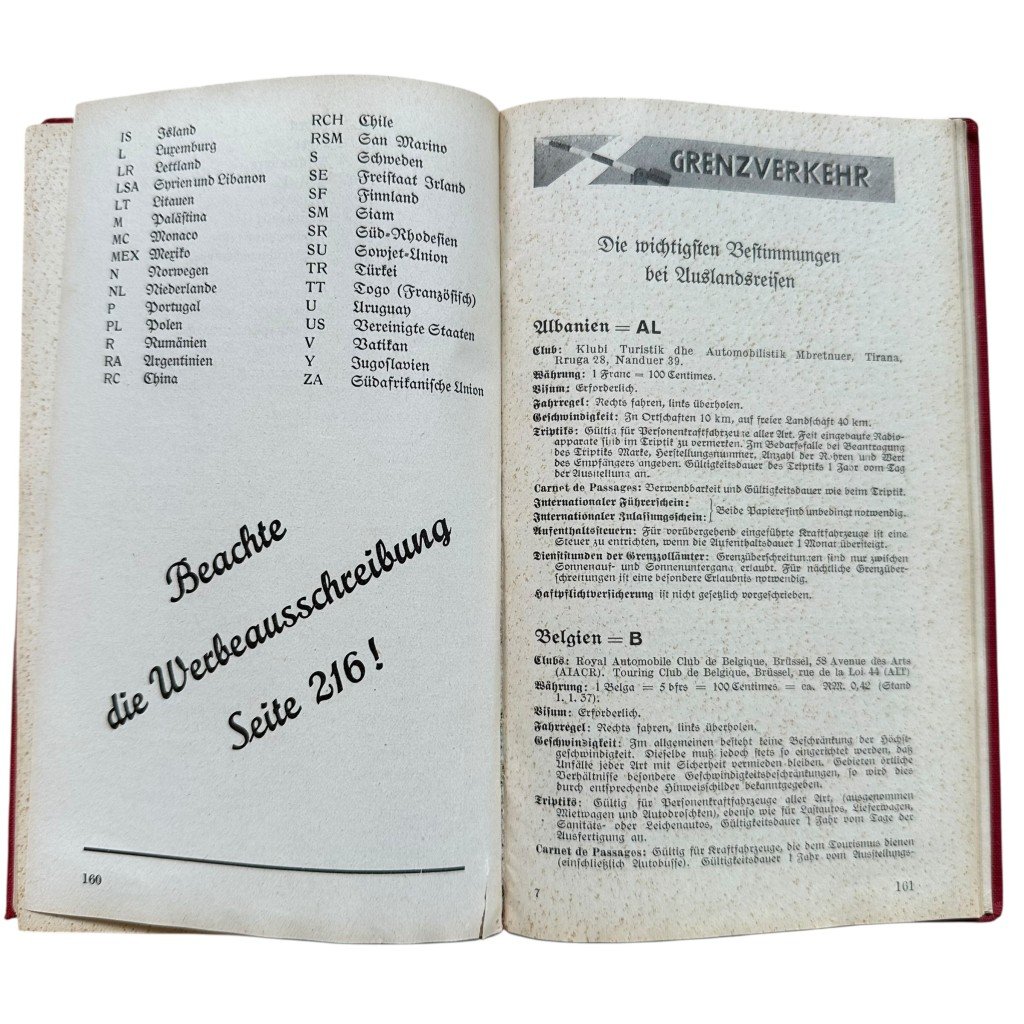 IS Island
L Luxemburg
LR Lettland
LSA Syrien und Libanon
LT Litauen
M Palästina
MC Monaco
MEX Mexiko
N Norwegen
NL Niederlande
P Portugal
PL Polen
R Rumänien
RA Argentinien
RC China
RCH Chile
RSM San Marino
S Schweden
SE Freistaat Irland
SF Finnland
SM Siam
SR Süd-Rhodesien
SU Sowjet-Union
TR Türkei
TT Togo (Französisch)
U Uruguay
US Vereinigte Staaten
V Vatikan
Y Jugoslavien
ZA Südafrikanische Union
Beachte
die Werbeausschreibung
Seite 216!
160
GRENZVERKEHR
Die wichtigsten Bestimmungen
bei Auslandsreisen
Albanien = AL
Club: Klubi Turistik dhe Automobilistik Mbretnuer, Tirana,
Rruga 28, Nanduer 39.
Währung: 1 Franc = 100 Centimes.
Visum: Erforderlich.
Fahrregel: Rechts fahren, links überholen.
Geschwindigkeit: In Ortschaften 10 km, auf freier Landschaft 40 km.
Triptiks: Gültig für Personenkraftfahrzeuge aller Art. Fest eingebaute Radio-
apparate sind im Triptik zu vermerken. Im Bedarfsfalle bei Beantragung
des Triptiks Marke, Herstellungsnummer, Anzahl der Röhren und Wert
des Empfängers angeben. Gültigkeitsdauer des Triptiks 1 Jahr vom Tag
der Ausstellung an.
Carnet de Passages: Verwendbarkeit und Gültigkeitsdauer wie beim Triptik.
Internationaler Führerschein:
Internationaler Zulassungsschein: } Beide Papiere sind unbedingt notwendig.
Aufenthaltssteuern: Für vorübergehend eingeführte Kraftfahrzeuge ist eine
Steuer zu entrichten, wenn die Aufenthaltsdauer 1 Monat übersteigt.
Dienststunden der Grenzzollämter: Grenzüberschreitungen sind nur zwischen
Sonnenauf- und Sonnenuntergang erlaubt. Für nächtliche Grenzüber-
schreitungen ist eine besondere Erlaubnis notwendig.
Haftpflichtversicherung ist nicht gesetzlich vorgeschrieben.
Belgien = B
Clubs: Royal Automobile Club de Belgique, Brüssel, 58 Avenue des Arts
(AIACR). Touring Club de Belgique, Brüssel, rue de la Loi 44 (AIT)
Währung: 1 Belga = 5 bfrs = 100 Centimes = ca. RM. 0,42 (Stand
1. 1. 37).
Visum: Erforderlich.
Fahrregel: Rechts fahren, links überholen.
Geschwindigkeit: Im allgemeinen besteht keine Beschränkung der Höchst-
geschwindigkeit. Dieselbe muß jedoch stets so eingerichtet werden, daß
Unfälle jeder Art mit Sicherheit vermieden bleiben. Gebieten örtliche
Verhältnisse besondere Geschwindigkeitsbeschränkungen, so wird dies
durch entsprechende Hinweisschilder bekanntgegeben.
Triptiks: Gültig für Personenkraftfahrzeuge aller Art, (ausgenommen
Mietwagen und Autodroschken), ebenso wie für Lastautos, Lieferwagen,
Sanitäts- oder Leichenautos, Gültigkeitsdauer 1 Jahr vom Tage der
Ausfertigung an.
Carnet de Passages: Gültig für Kraftfahrzeuge, die dem Tourismus dienen
(einschließlich Autobusse). Gültigkeitsdauer 1 Jahr vom Ausstellungs-
7
161